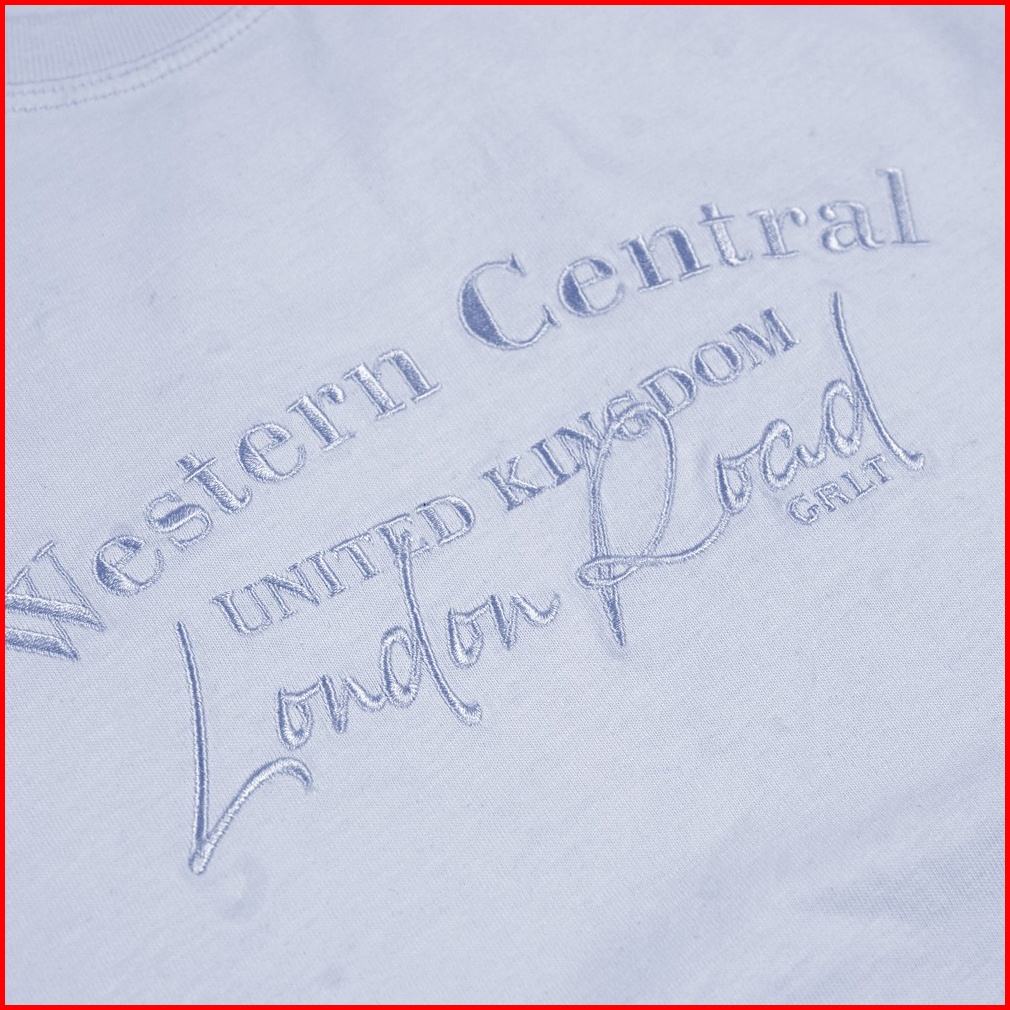 Western Central
UNITED KINGDOM
London Road
GRLT